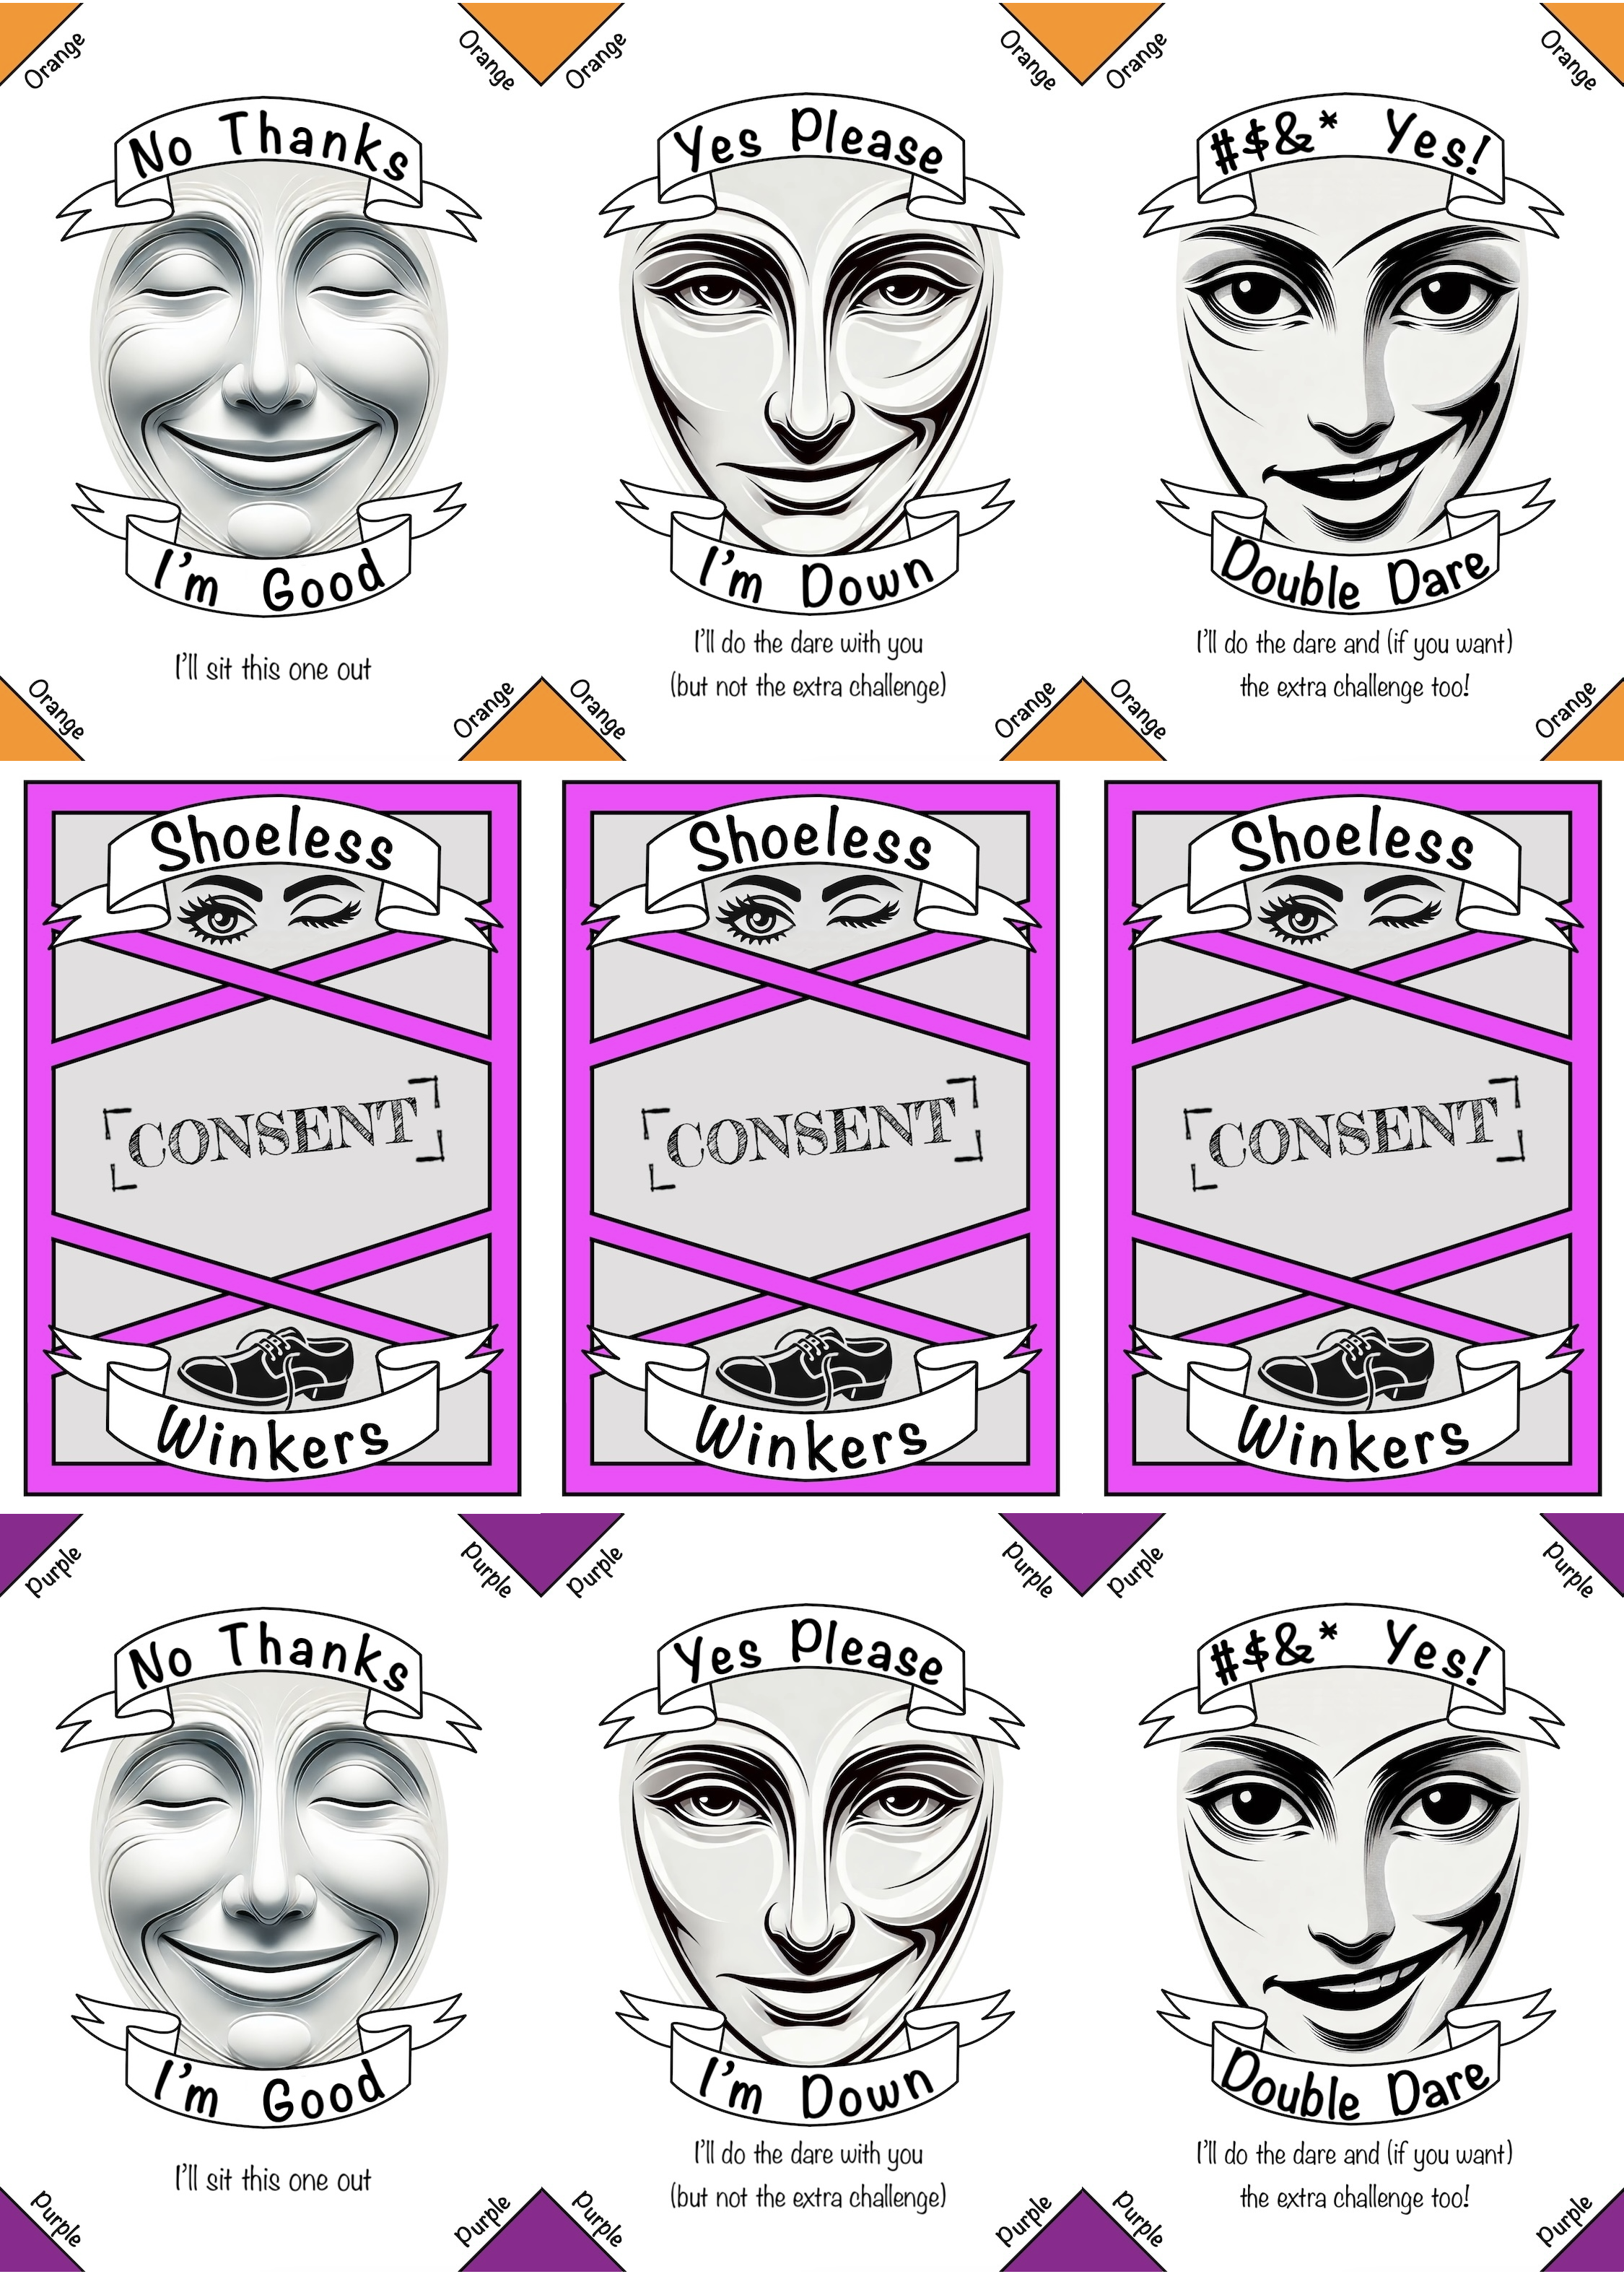 Orange Orange Orange Orange Orange Orange
No Thanks Yes Please #$&* Yes!
I'm Good I'm Down Double Dare
I'll sit this one out
I'll do the dare with you
(but not the extra challenge)
I'll do the dare and (if you want)
the extra challenge too!
Orange Orange Orange Orange Orange Orange
Shoeless Shoeless Shoeless
CONSENT CONSENT CONSENT
Winkers Winkers Winkers
Purple Purple Purple Purple Purple Purple
No Thanks Yes Please #$&* Yes!
I'm Good I'm Down Double Dare
I'll sit this one out
I'll do the dare with you
(but not the extra challenge)
I'll do the dare and (if you want)
the extra challenge too!
Purple Purple Purple Purple Purple Purple